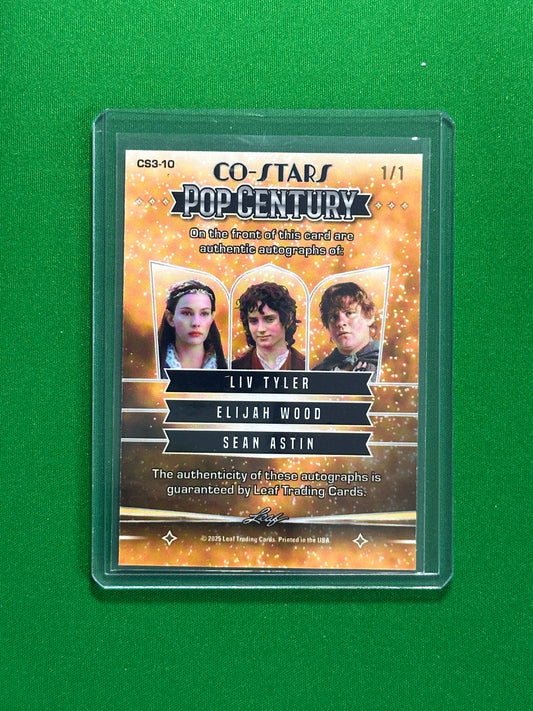 CS3-10
CO-STARS
1/1
POP CENTURY
On the front of this card are
authentic autographs of:
LIV TYLER
ELIJAH WOOD
SEAN ASTIN
The authenticity of these autographs is
guaranteed by Leaf Trading Cards.
Leaf
© 2025 Leaf Trading Cards. Printed in the USA.